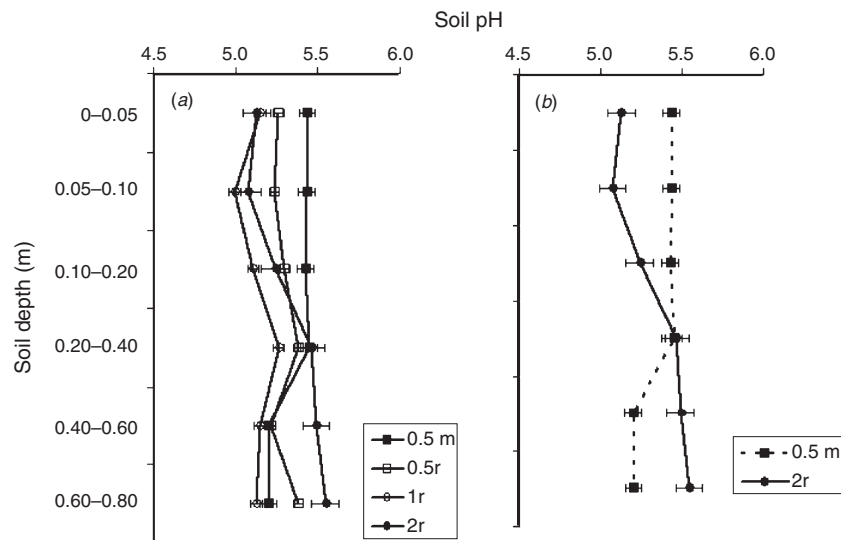 Soil pH
4.5 5.0 5.5 6.0 4.5 5.0 5.5 6.0
(a) (b)
0–0.05
0.05–0.10
0.10–0.20
0.20–0.40
0.40–0.60
0.60–0.80
Soil depth (m)
0.5 m
0.5r
1r
2r
0.5 m
2r